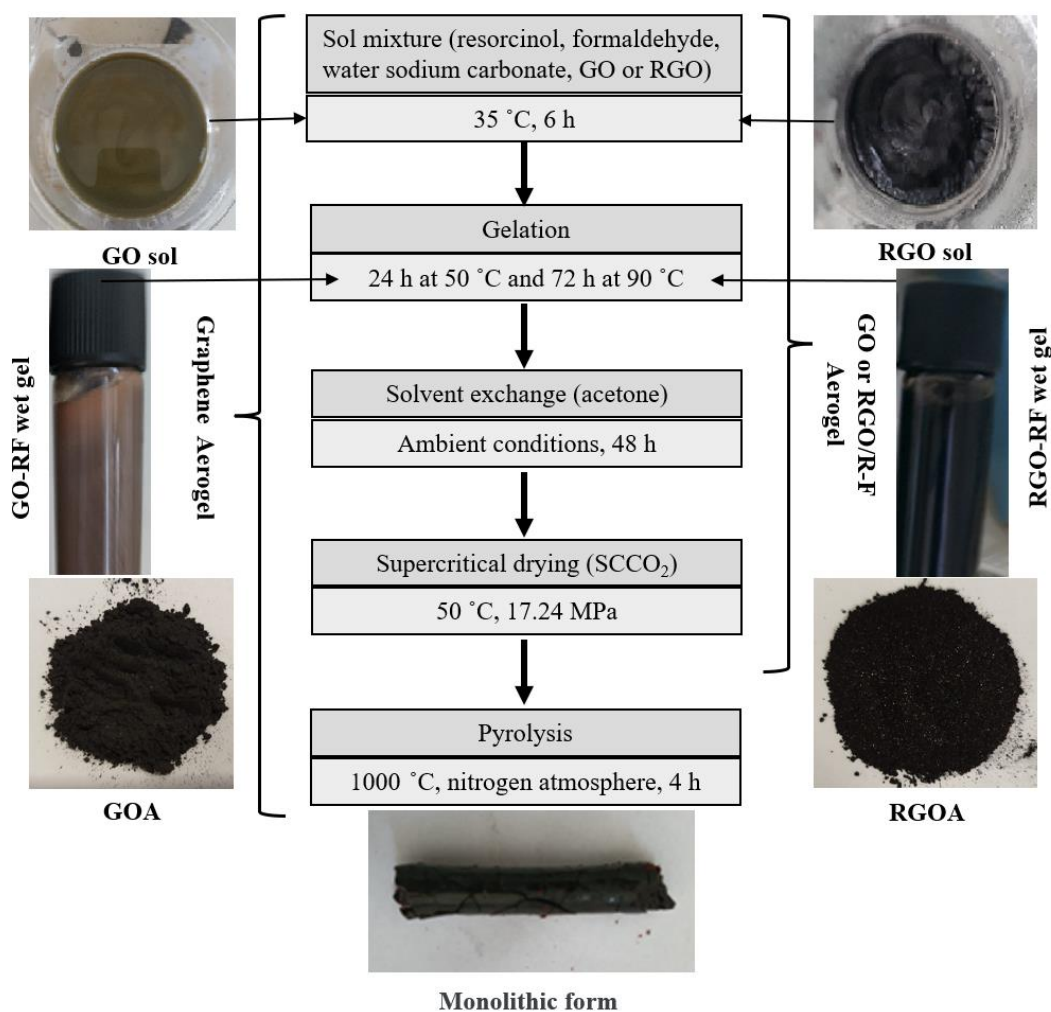 Sol mixture (resorcinol, formaldehyde,
water sodium carbonate, GO or RGO)
35 ˚C, 6 h
GO sol
RGO sol
Gelation
24 h at 50 ˚C and 72 h at 90 ˚C
GO-RF wet gel
Graphene Aerogel
GO or RGO/R-F
Aerogel
RGO-RF wet gel
Solvent exchange (acetone)
Ambient conditions, 48 h
Supercritical drying (SCCO₂)
50 ˚C, 17.24 MPa
Pyrolysis
1000 ˚C, nitrogen atmosphere, 4 h
GOA
RGOA
Monolithic form